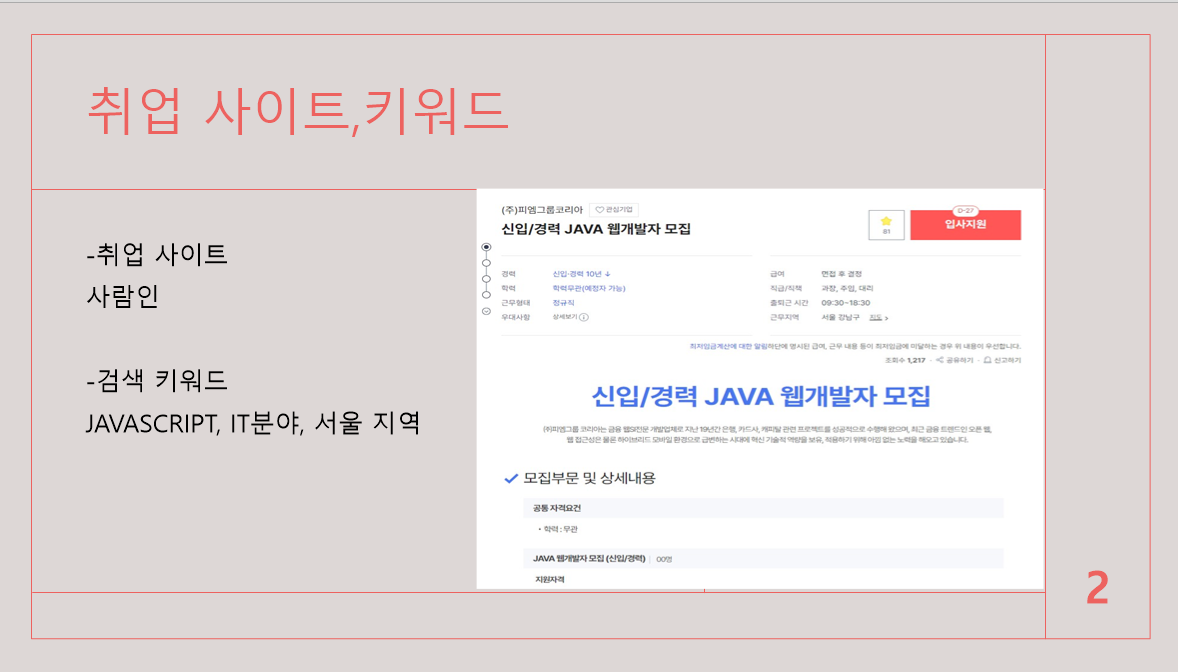 취업 사이트,키워드
-취업 사이트
사람인
-검색 키워드
JAVASCRIPT, IT분야, 서울 지역
(주)피엠그룹코리아 관심기업
신입/경력 JAVA 웹개발자 모집
81
D-27
입사지원
경력 신입·경력 10년 ↓
학력 학력무관(예정자 가능)
근무형태 정규직
우대사항 상세보기
급여 면접 후 결정
직급/직책 과장, 주임, 대리
출퇴근 시간 09:30~18:30
근무지역 서울 강남구 지도 >
최저임금계산에 대한 알림하단에 명시된 급여, 근무 내용 등이 최저임금에 미달하는 경우 위 내용이 우선합니다.
조회수 1,217 · 공유하기 · 신고하기
신입/경력 JAVA 웹개발자 모집
(주)피엠그룹 코리아는 금융 웹SI전문 개발업체로 지난 19년간 은행, 카드사, 캐피탈 관련 프로젝트를 성공적으로 수행해 왔으며, 최근 금융 트렌드인 오픈 웹,
웹 접근성은 물론 하이브리드 모바일 환경으로 급변하는 시대에 혁신 기술적 역량을 보유, 적용하기 위해 아낌 없는 노력을 해오고 있습니다.
모집부문 및 상세내용
공통 자격요건
· 학력 : 무관
JAVA 웹개발자 모집 (신입/경력) | 00명
지원자격
2